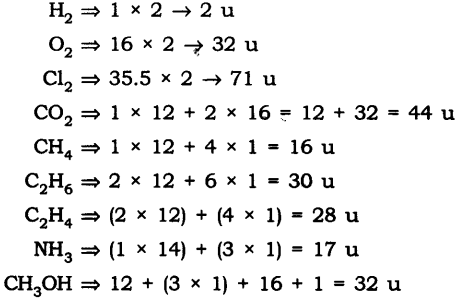 H₂ ⇒ 1 × 2 → 2 u
O₂ ⇒ 16 × 2 → 32 u
Cl₂ ⇒ 35.5 × 2 → 71 u
CO₂ ⇒ 1 × 12 + 2 × 16 = 12 + 32 = 44 u
CH₄ ⇒ 1 × 12 + 4 × 1 = 16 u
C₂H₆ ⇒ 2 × 12 + 6 × 1 = 30 u
C₂H₄ ⇒ (2 × 12) + (4 × 1) = 28 u
NH₃ ⇒ (1 × 14) + (3 × 1) = 17 u
CH₃OH ⇒ 12 + (3 × 1) + 16 + 1 = 32 u